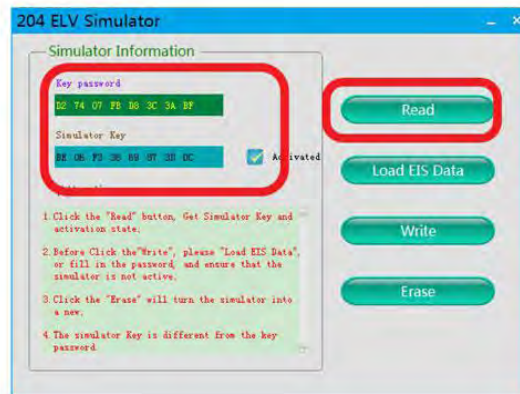 204 ELV Simulator
Simulator Information
Key password
D2 74 07 FB D8 3C 3A BF
Simulator Key
Activated
Read
Load EIS Data
Write
Erase
1. Click the "Read" button, Get Simulator Key and
activation state.
2. Before Click the"Write", please "Load EIS Data",
or fill in the password, and ensure that the
simulator is not active.
3. Click the "Erase" will turn the simulator into
a new.
4. The simulator Key is different from the key
password